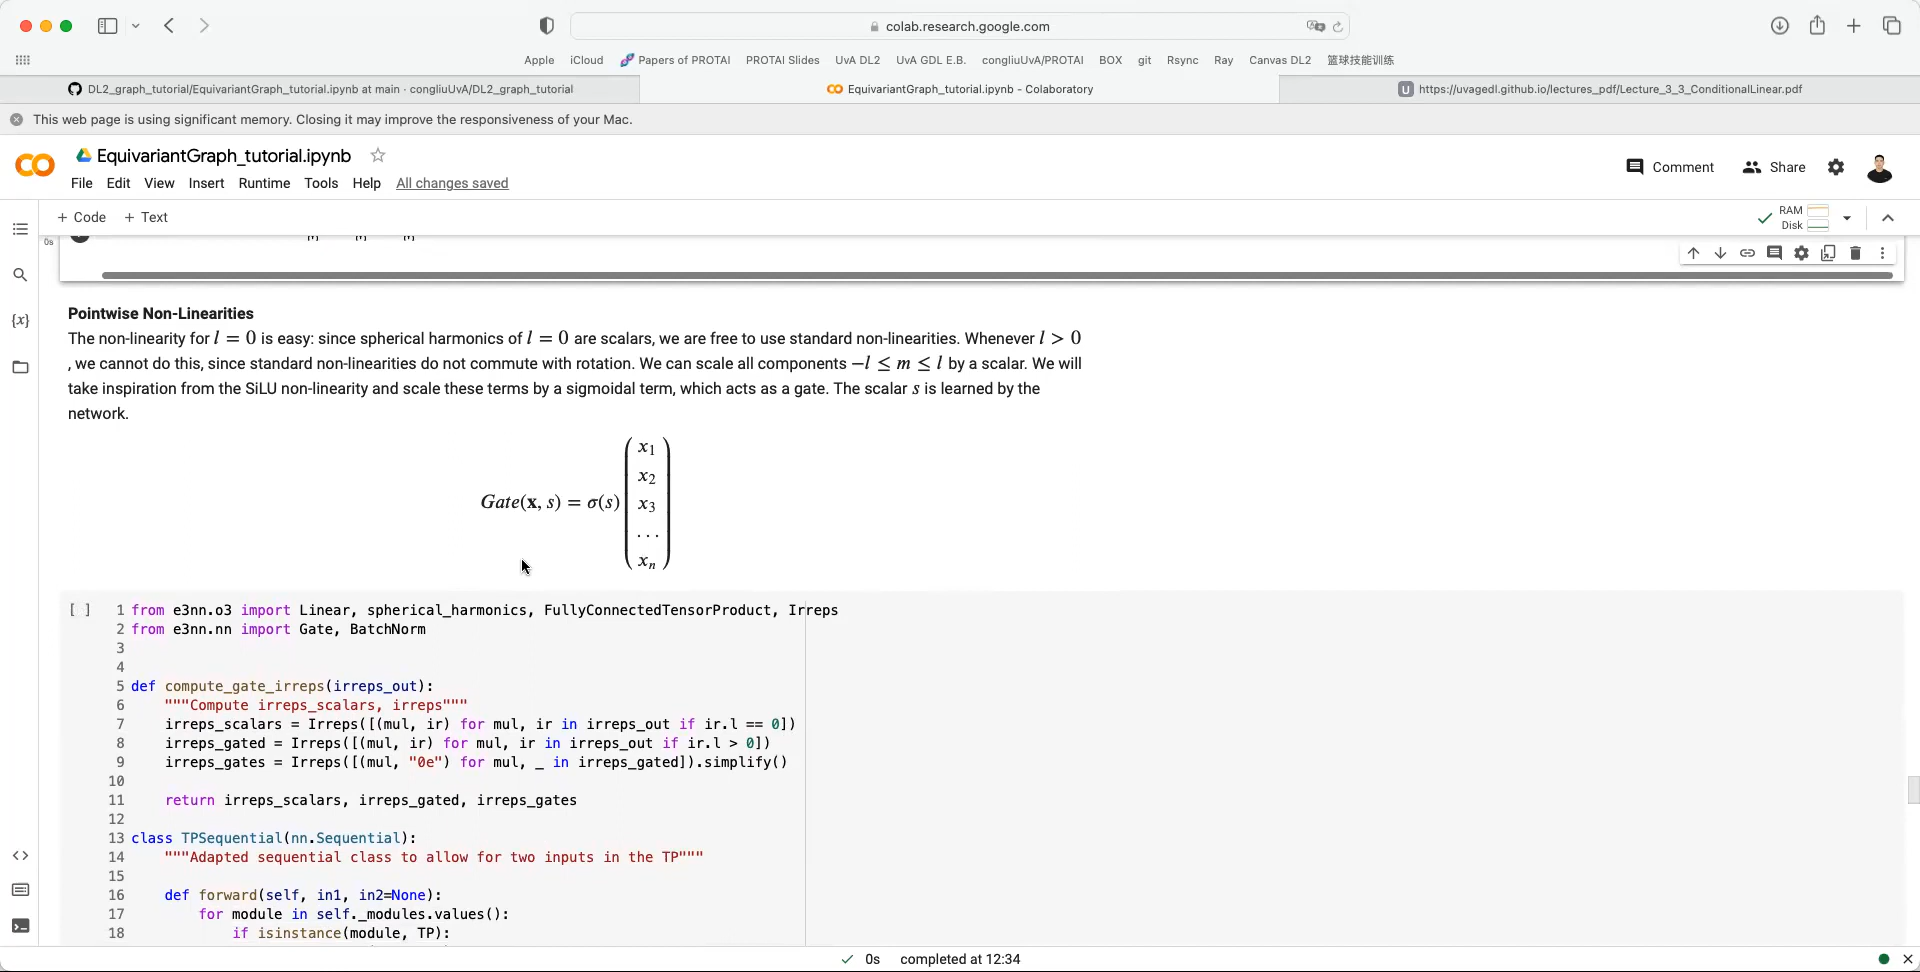 colab.research.google.com
Apple iCloud Papers of PROTAI PROTAI Slides UvA DL2 UvA GDL E.B. congliuUvA/PROTAI BOX git Rsync Ray Canvas DL2 篮球技能训练
DL2_graph_tutorial/EquivariantGraph_tutorial.ipynb at main · congliuUvA/DL2_graph_tutorial
EquivariantGraph_tutorial.ipynb - Colaboratory
U https://uvagedl.github.io/lectures_pdf/Lecture_3_3_ConditionalLinear.pdf
This web page is using significant memory. Closing it may improve the responsiveness of your Mac.
EquivariantGraph_tutorial.ipynb
Comment Share
File Edit View Insert Runtime Tools Help All changes saved
+ Code + Text
RAM
Disk
0s
Pointwise Non-Linearities
The non-linearity for l = 0 is easy: since spherical harmonics of l = 0 are scalars, we are free to use standard non-linearities. Whenever l > 0
, we cannot do this, since standard non-linearities do not commute with rotation. We can scale all components −l ≤ m ≤ l by a scalar. We will
take inspiration from the SiLU non-linearity and scale these terms by a sigmoidal term, which acts as a gate. The scalar s is learned by the
network.
x1
x2
Gate(x, s) = σ(s) x3
...
xn
[ ] 1 from e3nn.o3 import Linear, spherical_harmonics, FullyConnectedTensorProduct, Irreps
2 from e3nn.nn import Gate, BatchNorm
3
4
5 def compute_gate_irreps(irreps_out):
6 """Compute irreps_scalars, irreps"""
7 irreps_scalars = Irreps([(mul, ir) for mul, ir in irreps_out if ir.l == 0])
8 irreps_gated = Irreps([(mul, ir) for mul, ir in irreps_out if ir.l > 0])
9 irreps_gates = Irreps([(mul, "0e") for mul, _ in irreps_gated]).simplify()
10
11 return irreps_scalars, irreps_gated, irreps_gates
12
13 class TPSequential(nn.Sequential):
14 """Adapted sequential class to allow for two inputs in the TP"""
15
16 def forward(self, in1, in2=None):
17 for module in self._modules.values():
18 if isinstance(module, TP):
0s completed at 12:34